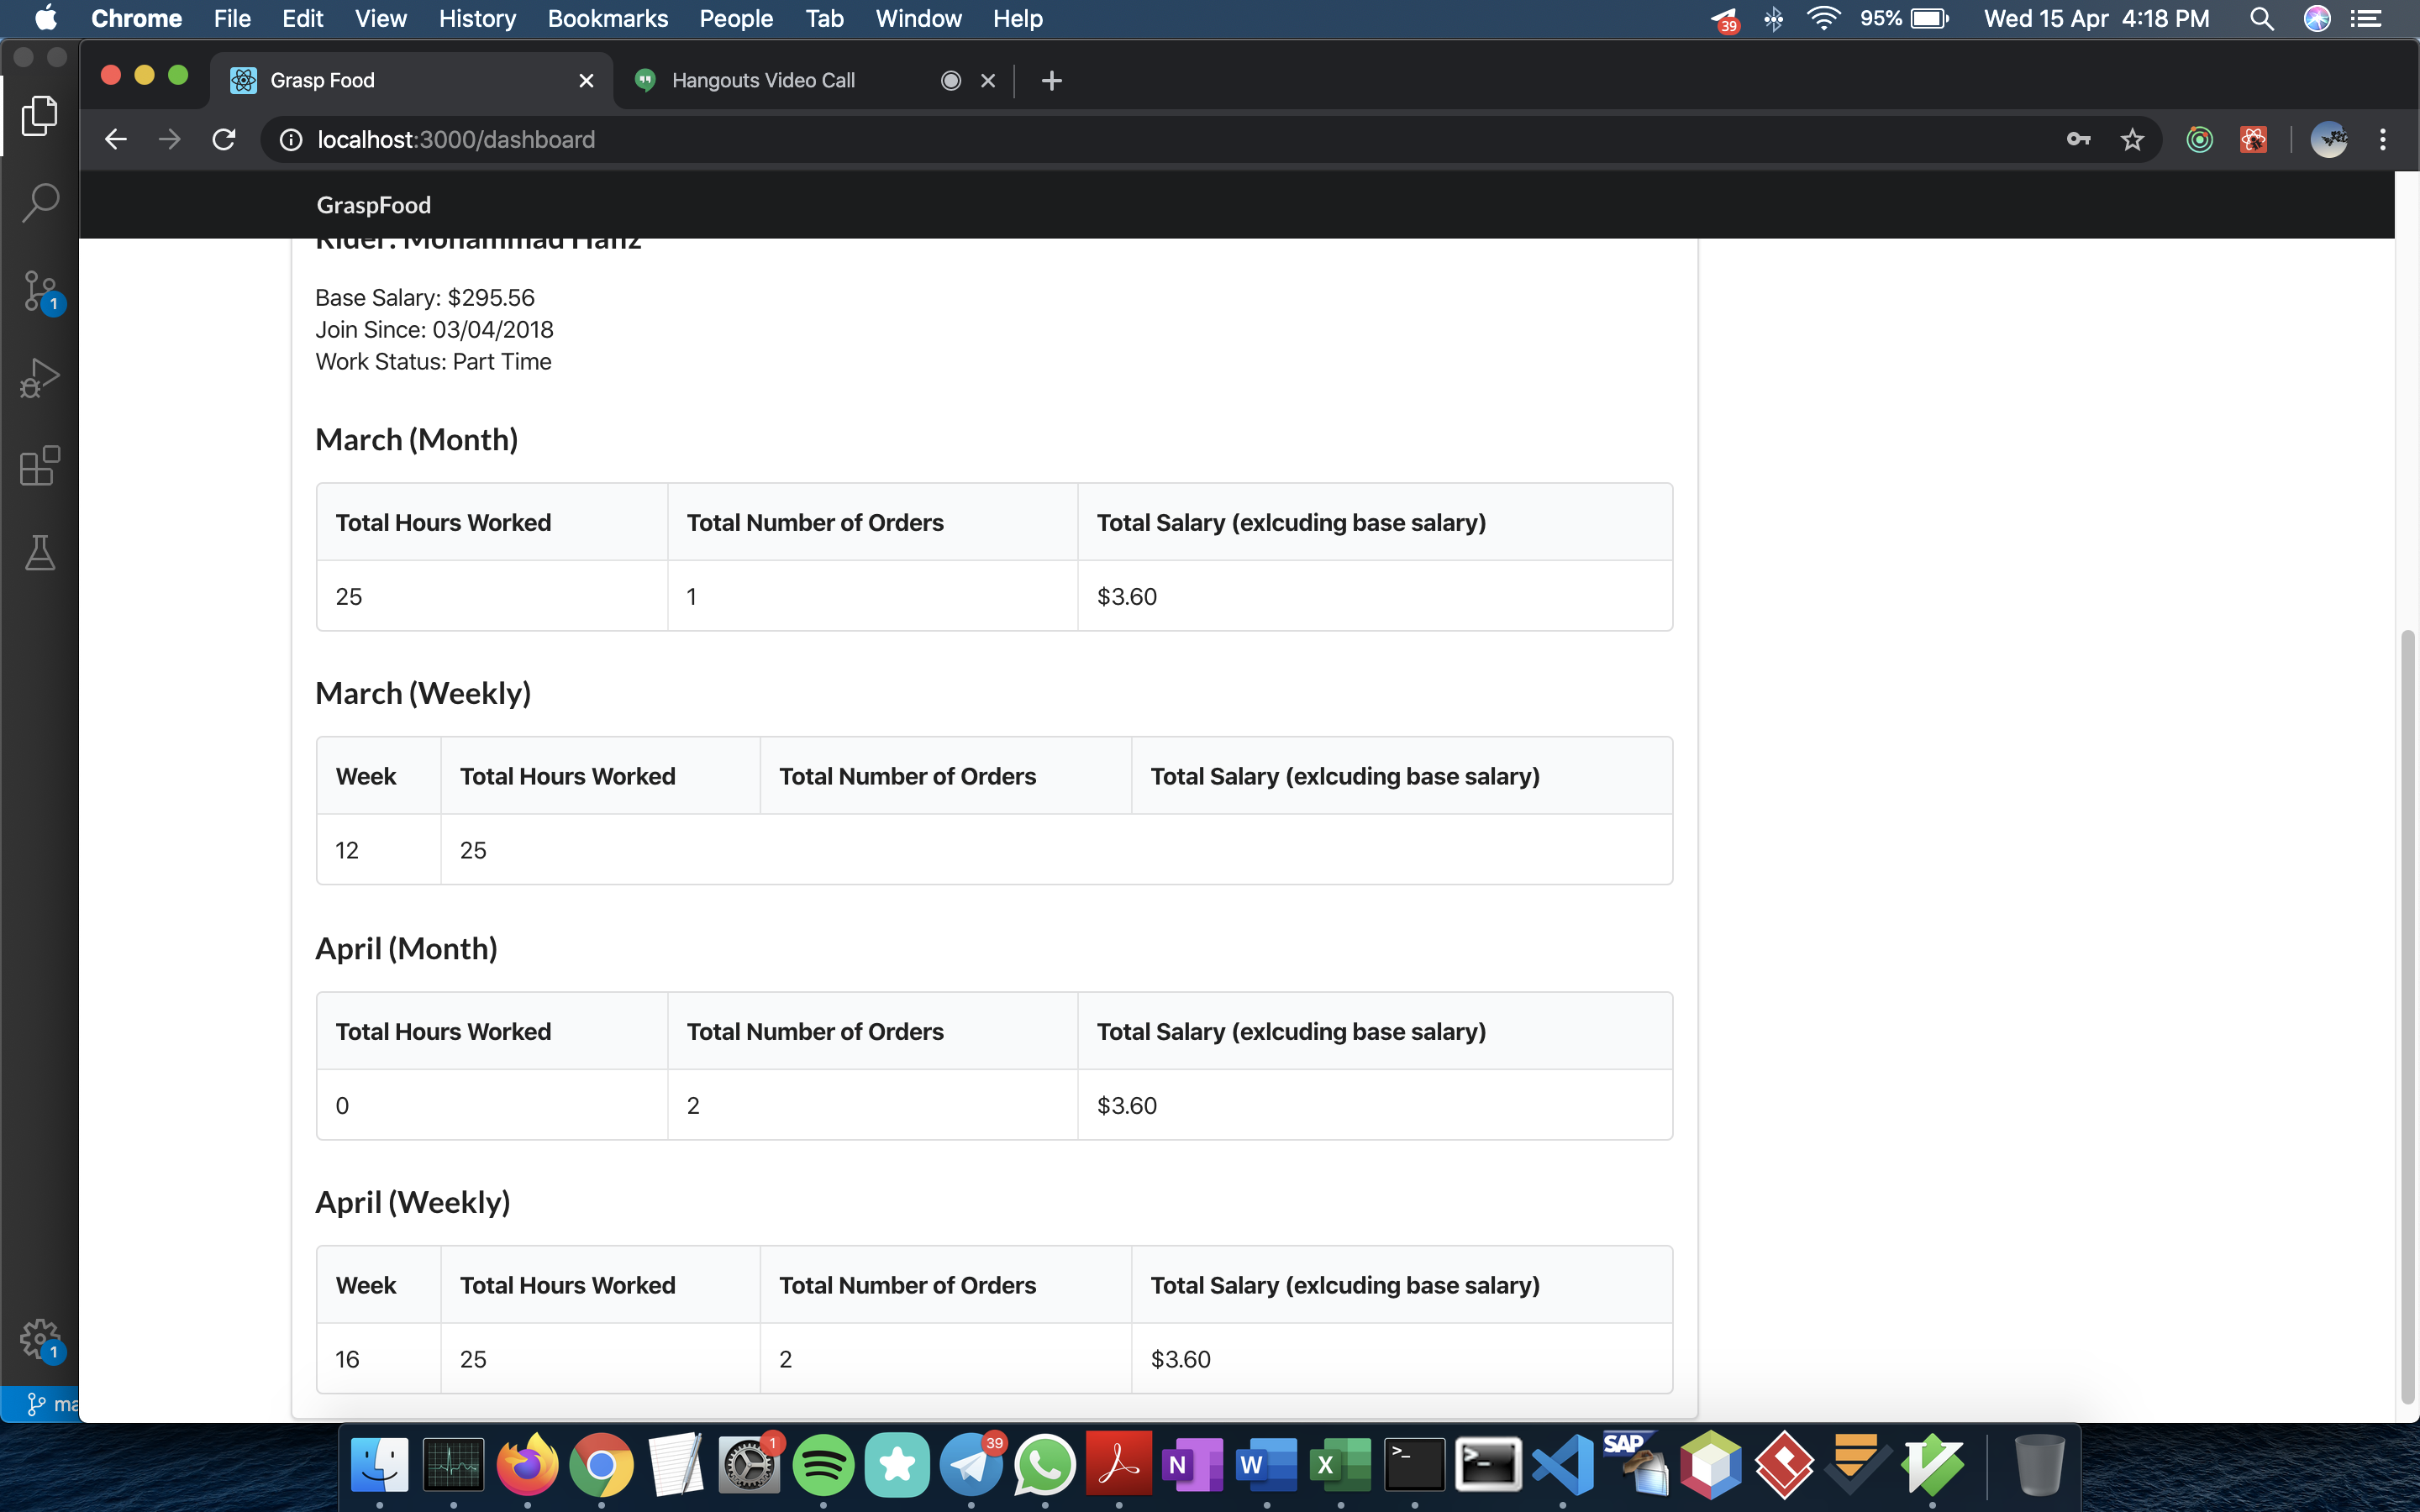 Chrome File Edit View History Bookmarks People Tab Window Help 39 95% Wed 15 Apr 4:18 PM
Grasp Food Hangouts Video Call
localhost:3000/dashboard
GraspFood
Base Salary: $295.56
Join Since: 03/04/2018
Work Status: Part Time
March (Month)
Total Hours Worked Total Number of Orders Total Salary (exlcuding base salary)
25 1 $3.60
March (Weekly)
Week Total Hours Worked Total Number of Orders Total Salary (exlcuding base salary)
12 25
April (Month)
Total Hours Worked Total Number of Orders Total Salary (exlcuding base salary)
0 2 $3.60
April (Weekly)
Week Total Hours Worked Total Number of Orders Total Salary (exlcuding base salary)
16 25 2 $3.60
1
1
ma
1 39 N W X >_ >_ SAP V